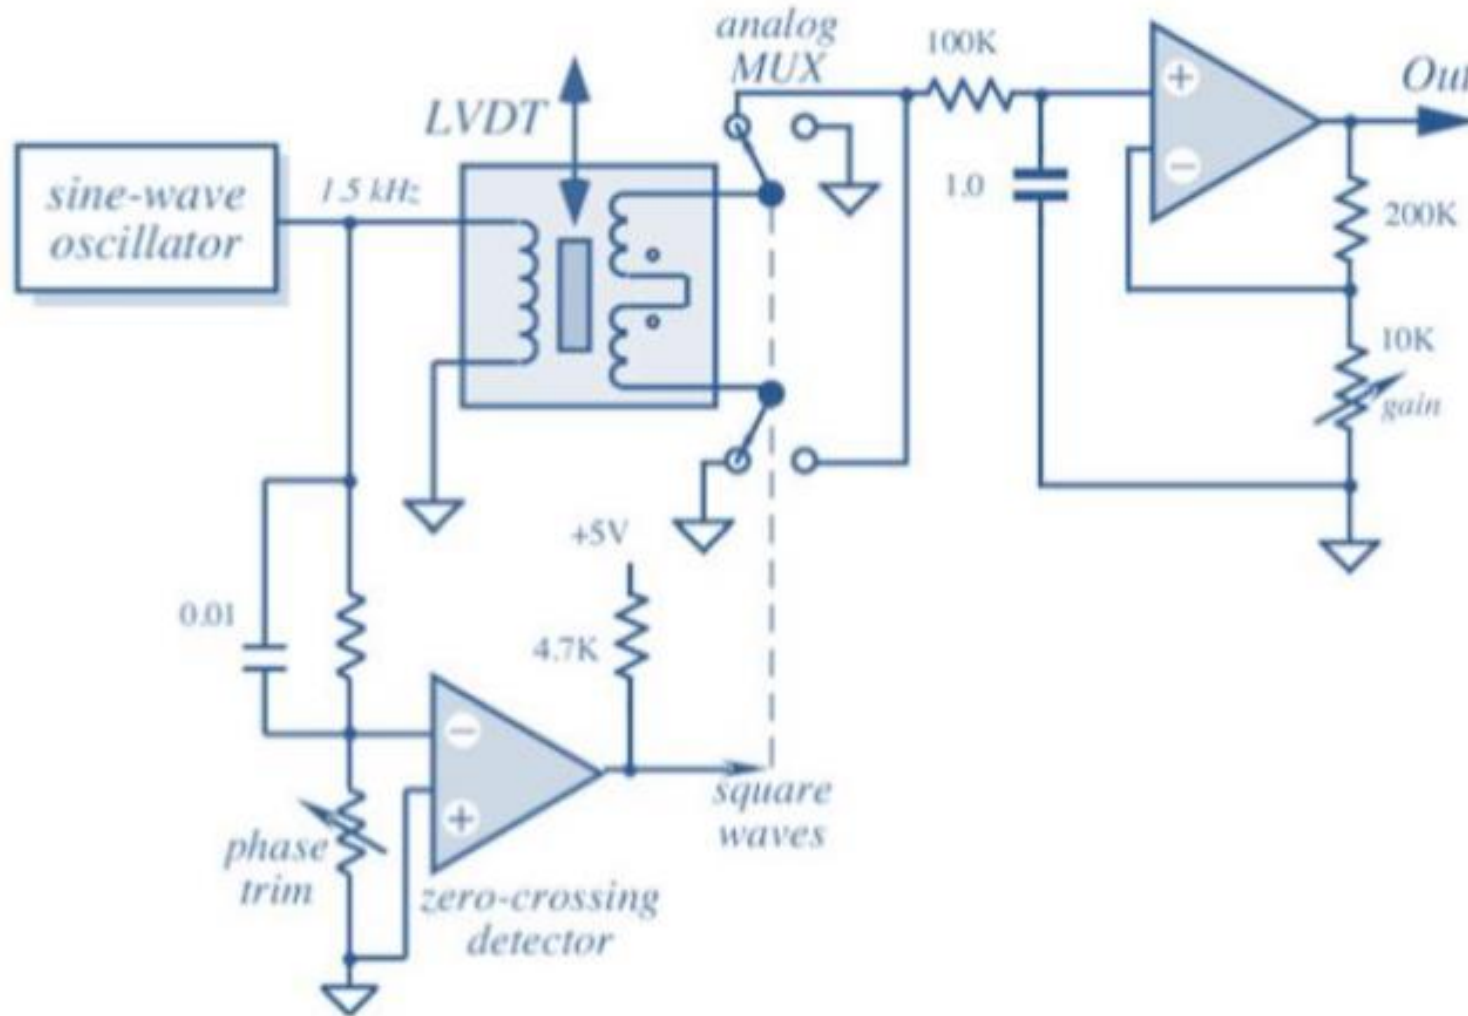 analog
MUX
100K
Out
LVDT
+
−
sine-wave
oscillator
1.5 kHz
1.0
200K
10K
gain
+5V
0.01
4.7K
−
+
square
waves
phase
trim
zero-crossing
detector